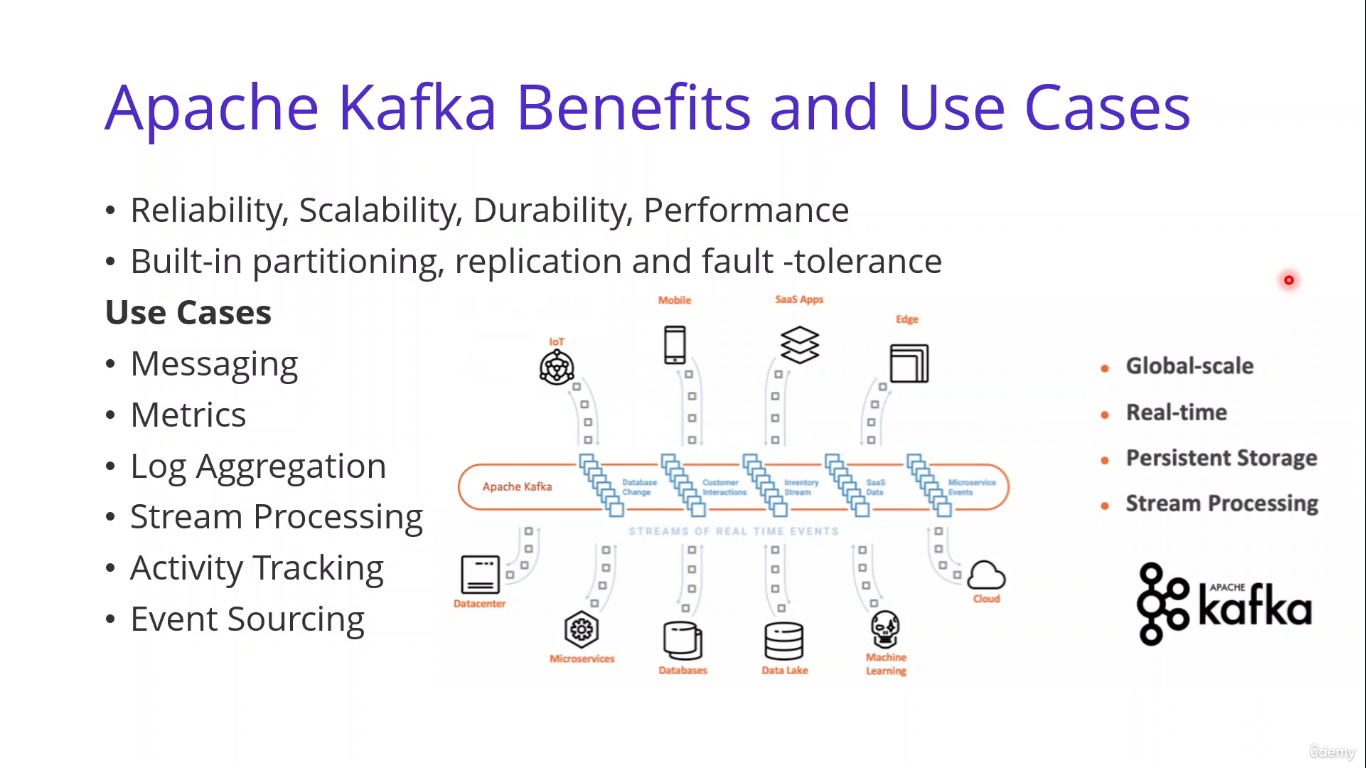 Apache Kafka Benefits and Use Cases
• Reliability, Scalability, Durability, Performance
• Built-in partitioning, replication and fault -tolerance
Use Cases
• Messaging
• Metrics
• Log Aggregation
• Stream Processing
• Activity Tracking
• Event Sourcing
IoT
Mobile
SaaS Apps
Edge
Apache Kafka
Database
Change
Customer
Interactions
Inventory
Stream
SaaS
Data
Microservice
Events
STREAMS OF REAL TIME EVENTS
Datacenter
Microservices
Databases
Data Lake
Machine
Learning
Cloud
• Global-scale
• Real-time
• Persistent Storage
• Stream Processing
APACHE
kafka
ûdemy